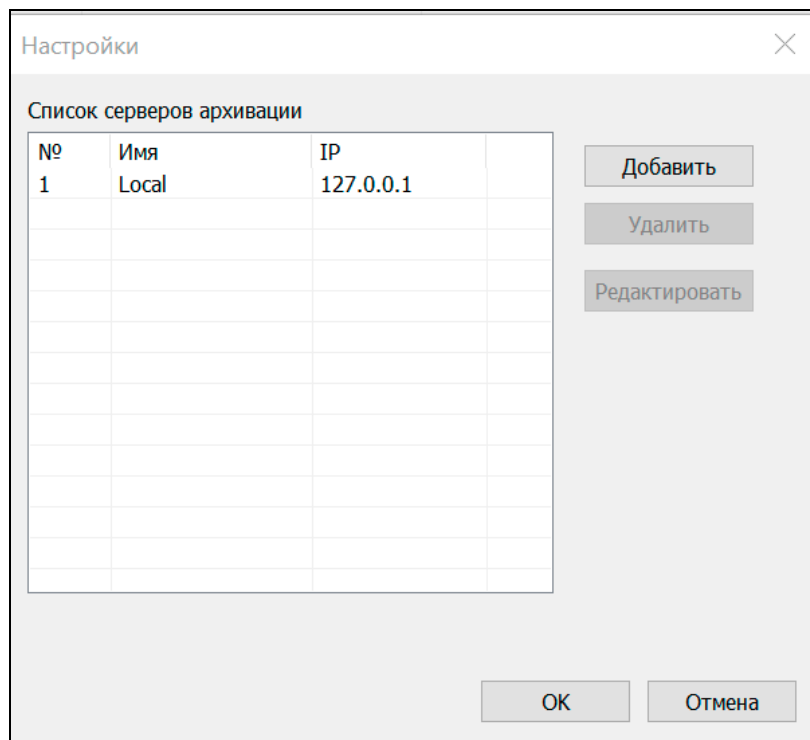 Настройки
Список серверов архивации
№ Имя IP
1 Local 127.0.0.1
Добавить
Удалить
Редактировать
OK Отмена